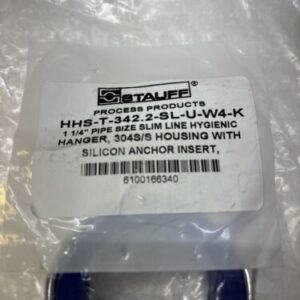 STAUFF
PROCESS PRODUCTS
HHS-T-342.2-SL-U-W4-K
1 1/4" PIPE SIZE SLIM LINE HYGIENIC
HANGER, 304S/S HOUSING WITH
SILICON ANCHOR INSERT,
6100166340